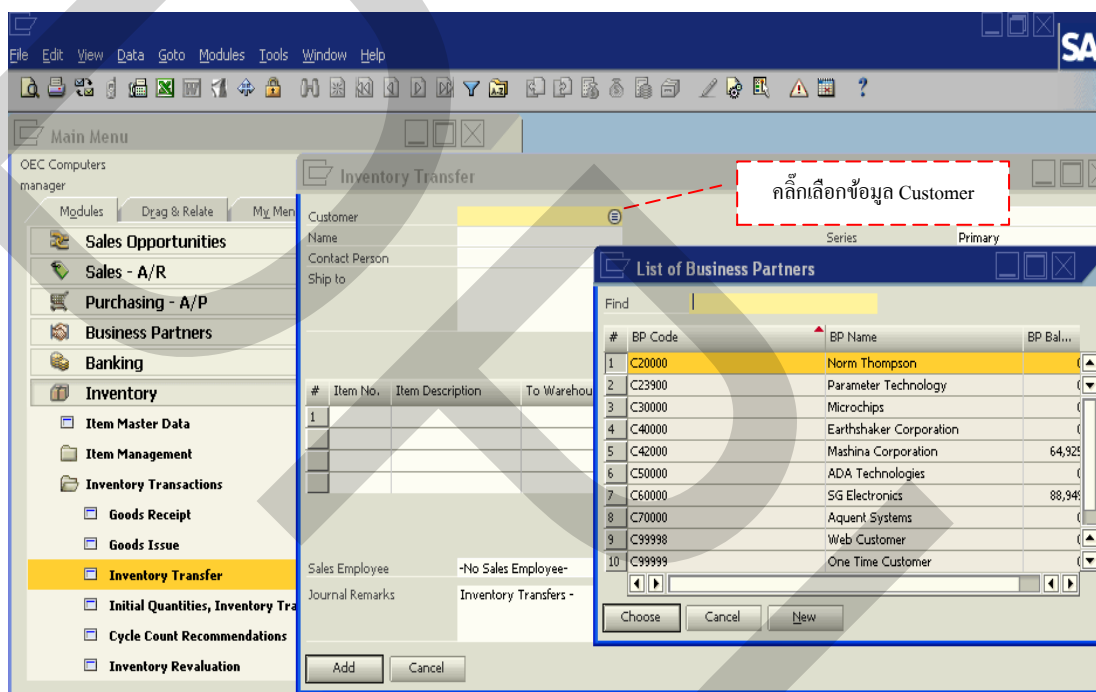 SA
File Edit View Data Goto Modules Tools Window Help
Main Menu
OEC Computers
manager
Modules Drag & Relate My Men
Sales Opportunities
Sales - A/R
Purchasing - A/P
Business Partners
Banking
Inventory
Item Master Data
Item Management
Inventory Transactions
Goods Receipt
Goods Issue
Inventory Transfer
Initial Quantities, Inventory Tra
Cycle Count Recommendations
Inventory Revaluation
Inventory Transfer
คลิ๊กเลือกข้อมูล Customer
Customer
Name
Contact Person
Ship to
Series Primary
# Item No. Item Description To Warehou
1
Sales Employee -No Sales Employee-
Journal Remarks Inventory Transfers -
Add Cancel
List of Business Partners
Find
# BP Code BP Name BP Bal...
1 C20000 Norm Thompson
2 C23900 Parameter Technology
3 C30000 Microchips
4 C40000 Earthshaker Corporation
5 C42000 Mashina Corporation 64,925
6 C50000 ADA Technologies
7 C60000 SG Electronics 88,949
8 C70000 Aquent Systems
9 C99998 Web Customer
10 C99999 One Time Customer
Choose Cancel New